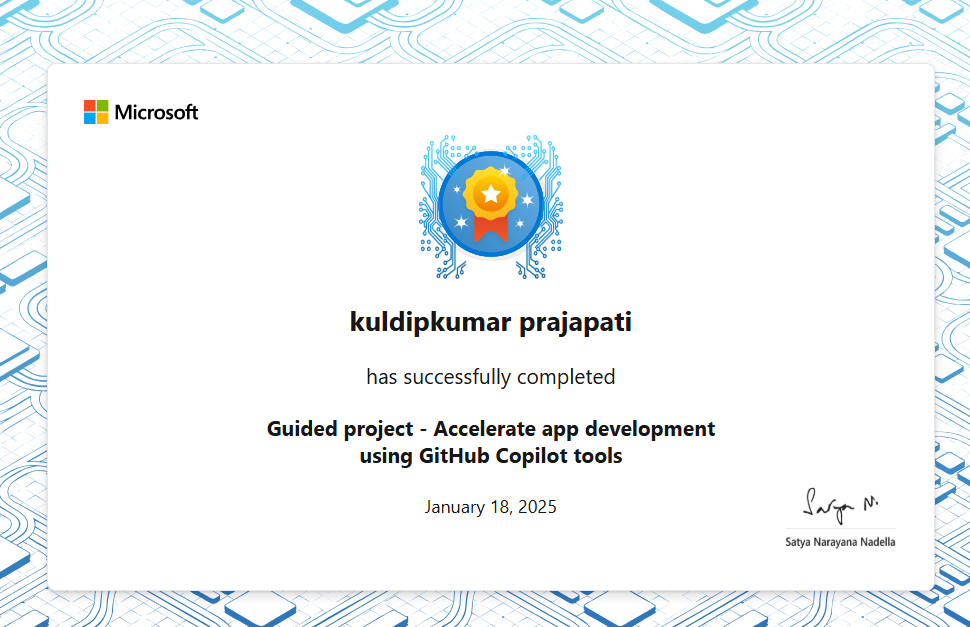 Microsoft
kuldipkumar prajapati
has successfully completed
Guided project - Accelerate app development
using GitHub Copilot tools
January 18, 2025
Satya N.
Satya Narayana Nadella